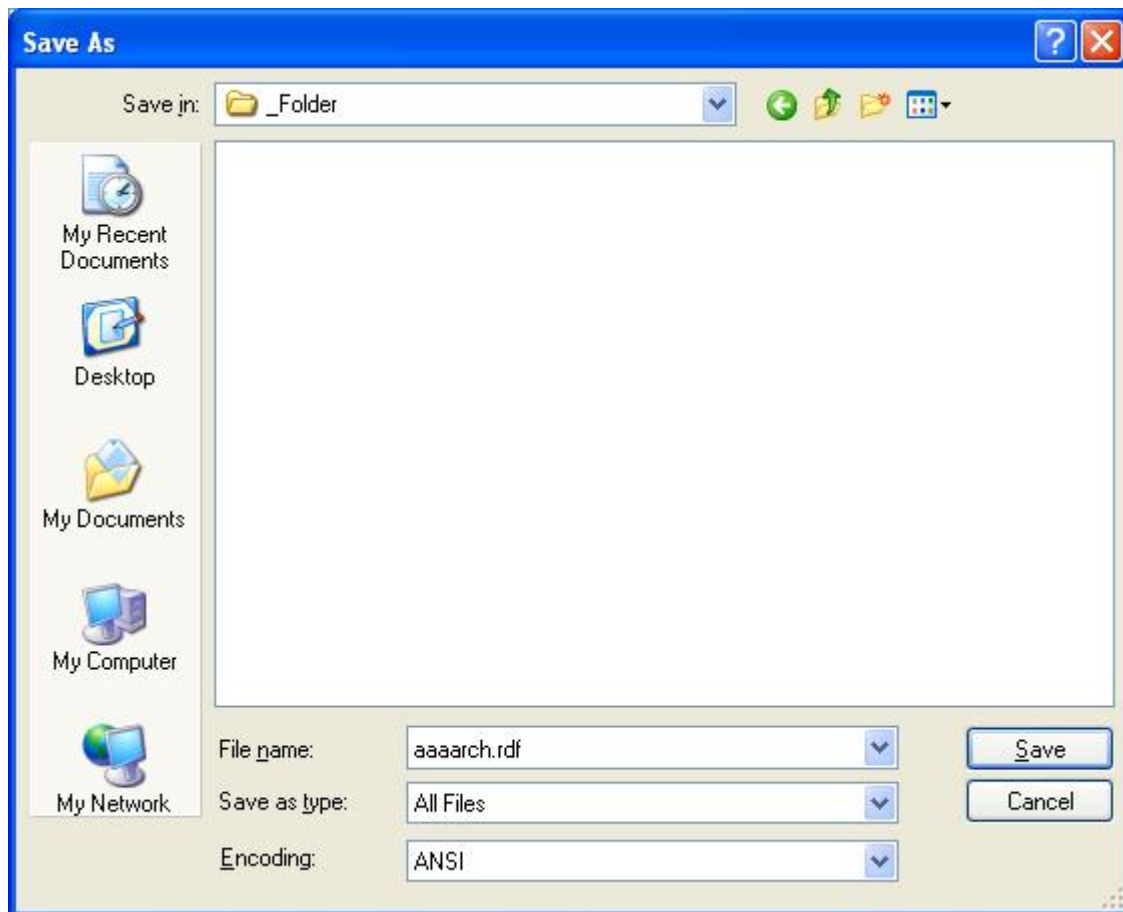 Save As
Save in:
_Folder
My Recent
Documents
Desktop
My Documents
My Computer
My Network
File name:
aaaarch.rdf
Save
Save as type:
All Files
Cancel
Encoding:
ANSI